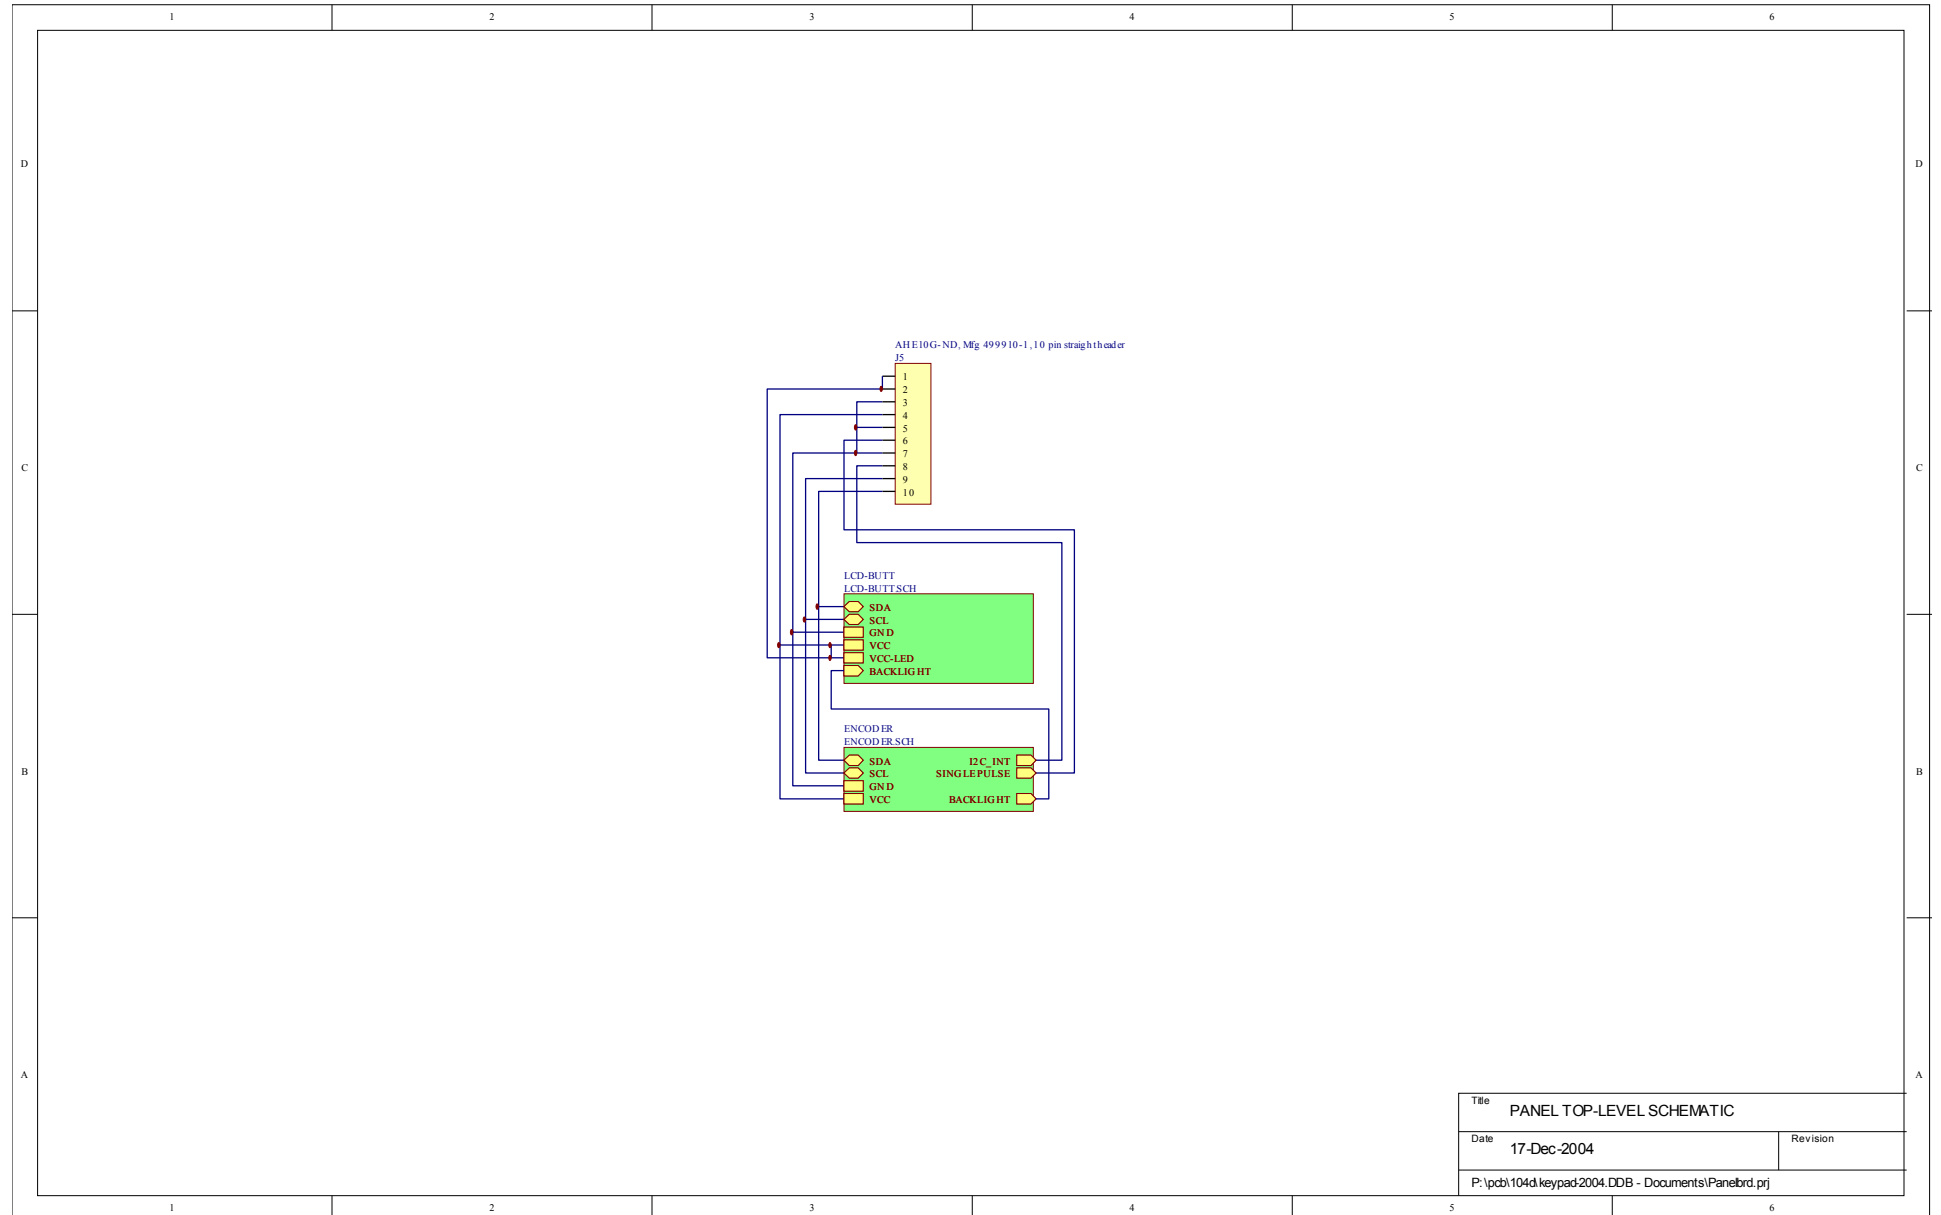 1 2 3 4 5 6
D D
AHE10G-ND, Mfg 499910-1, 10 pin straight header
J5
1
2
3
4
5
6
7
8
9
10
C C
LCD-BUTT
LCD-BUTT.SCH
SDA
SCL
GND
VCC
VCC-LED
BACKLIGHT
ENCODER
ENCODER.SCH
SDA I2C_INT
SCL SINGLEPULSE
GND
VCC BACKLIGHT
B B
A A
Title PANEL TOP-LEVEL SCHEMATIC
Date 17-Dec-2004 Revision
P:\pcb\104d\keypad-2004.DDB - Documents\Panelbrd.prj
1 2 3 4 5 6